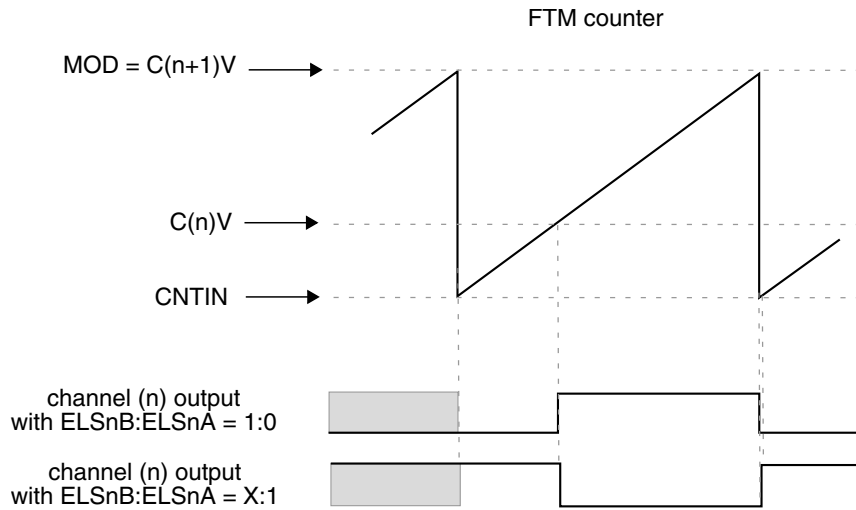 FTM counter
MOD = C(n+1)V
C(n)V
CNTIN
channel (n) output
with ELSnB:ELSnA = 1:0
channel (n) output
with ELSnB:ELSnA = X:1